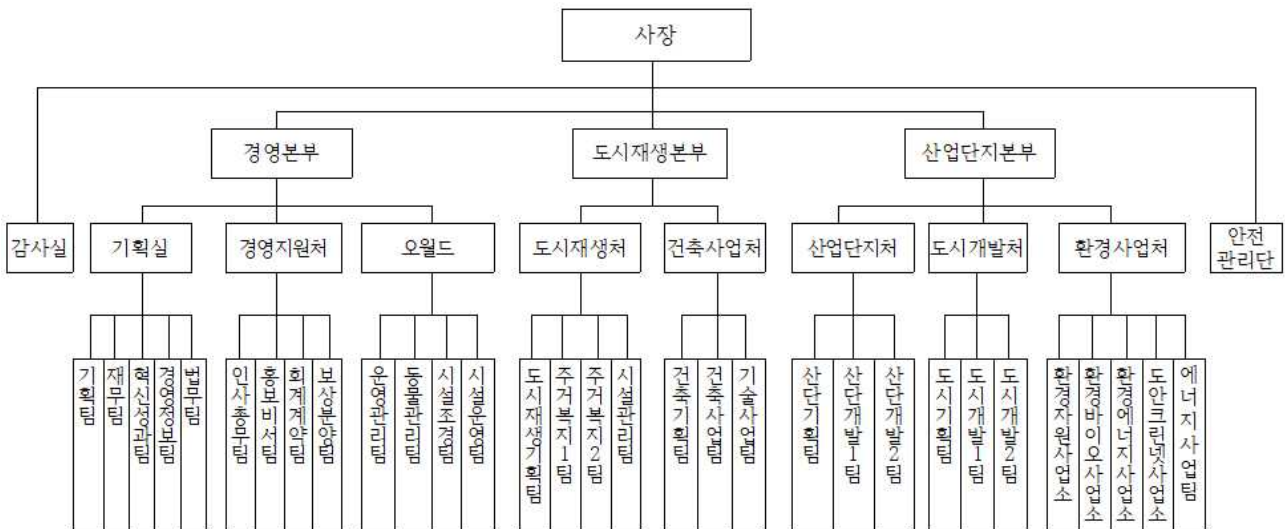 사장
경영본부
도시재생본부
산업단지본부
감사실
기획실
경영지원처
오월드
도시재생처
건축사업처
산업단지처
도시개발처
환경사업처
안전
관리단
기획팀
재무팀
혁신성과팀
경영정보팀
법무팀
인사총무팀
홍보비서팀
회계계약팀
보상분양팀
운영관리팀
동물관리팀
시설조경팀
시설운영팀
도시재생기획팀
주거복지1팀
주거복지2팀
시설관리팀
건축기획팀
건축사업팀
기술사업팀
산단기획팀
산단개발1팀
산단개발2팀
도시기획팀
도시개발1팀
도시개발2팀
환경자원사업소
환경바이오사업소
환경에너지사업소
도안크린넷사업소
에너지사업팀